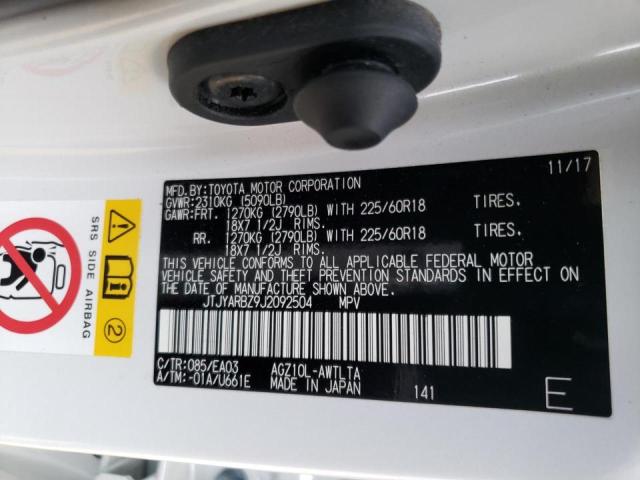 11/17
MFD.BY:TOYOTA MOTOR CORPORATION
GVWR:2310KG (5090LB)
GAWR:FRT. 1270KG (2790LB) WITH 225/60R18 TIRES.
18X7 1/2J RIMS.
RR. 1270KG (2790LB) WITH 225/60R18 TIRES.
18X7 1/2J RIMS.
THIS VEHICLE CONFORMS TO ALL APPLICABLE FEDERAL MOTOR
VEHICLE SAFETY AND THEFT PREVENTION STANDARDS IN EFFECT ON
THE DATE OF MANUFACTURE SHOWN ABOVE.
JTJYARBZ9J2092504 MPV
C/TR:085/EA03 AGZ10L-AWTLTA
A/TM:-01A/U661E MADE IN JAPAN 141 E
SRS SIDE AIRBAG
2